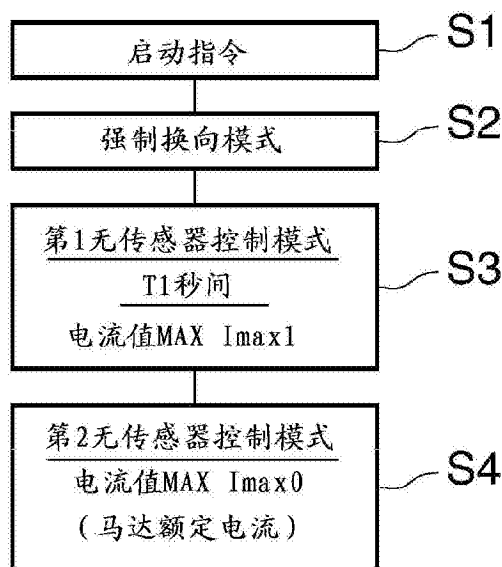 启动指令
S1
强制换向模式
S2
第1无传感器控制模式
T1秒间
电流值MAX Imax1
S3
第2无传感器控制模式
电流值MAX Imax0
(马达额定电流)
S4